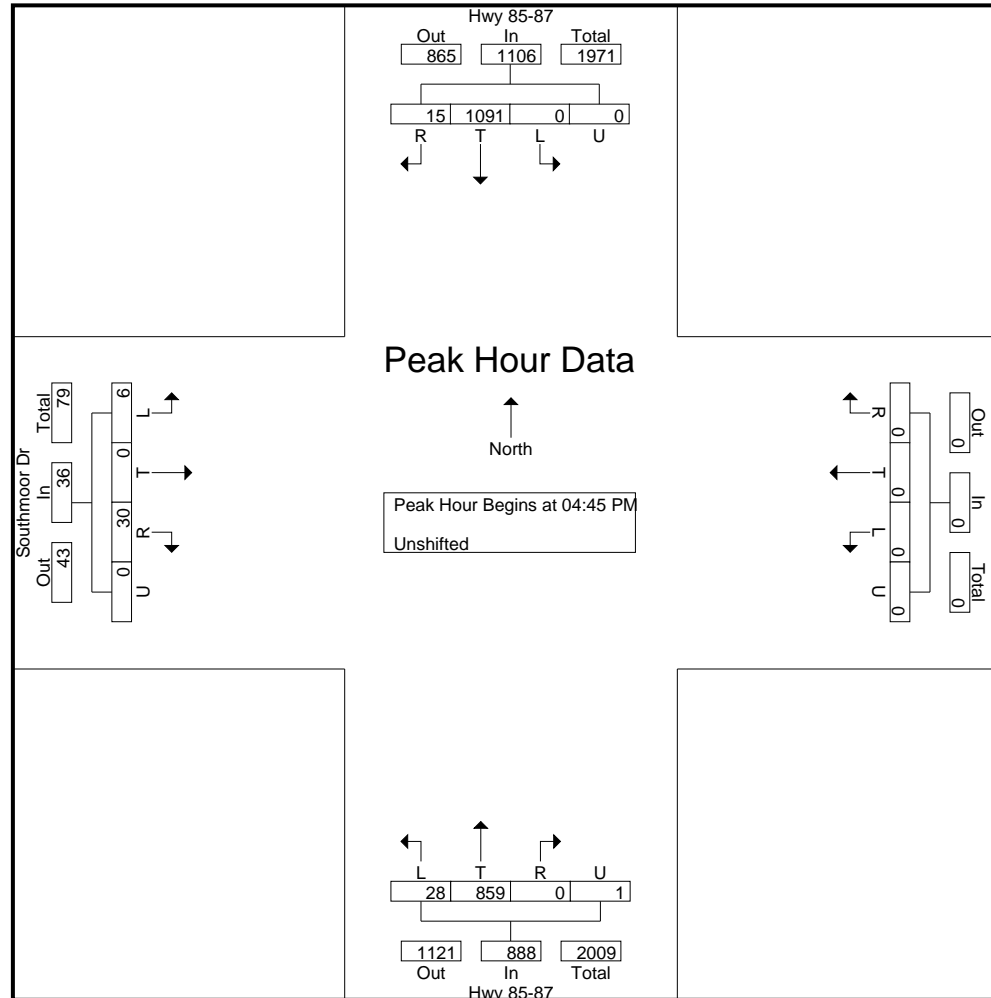 Hwy 85-87
Out In Total
865 1106 1971
15 1091 0 0
R T L U
Peak Hour Data
North
Peak Hour Begins at 04:45 PM
Unshifted
Southmoor Dr
Total In Out
79 36 43
6 0 30 0
L T R U
R T L U
0 0 0 0
Out In Total
0 0 0
L T R U
28 859 0 1
1121 888 2009
Out In Total
Hwy 85-87